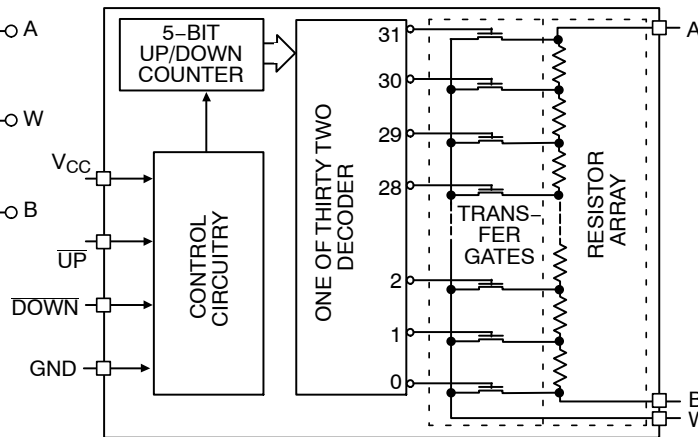 A
W
B
5–BIT
UP/DOWN
COUNTER
VCC
UP
DOWN
GND
CONTROL
CIRCUITRY
ONE OF THIRTY TWO
DECODER
31
30
29
28
2
1
0
TRANS–
FER
GATES
RESISTOR
ARRAY
A
B
W